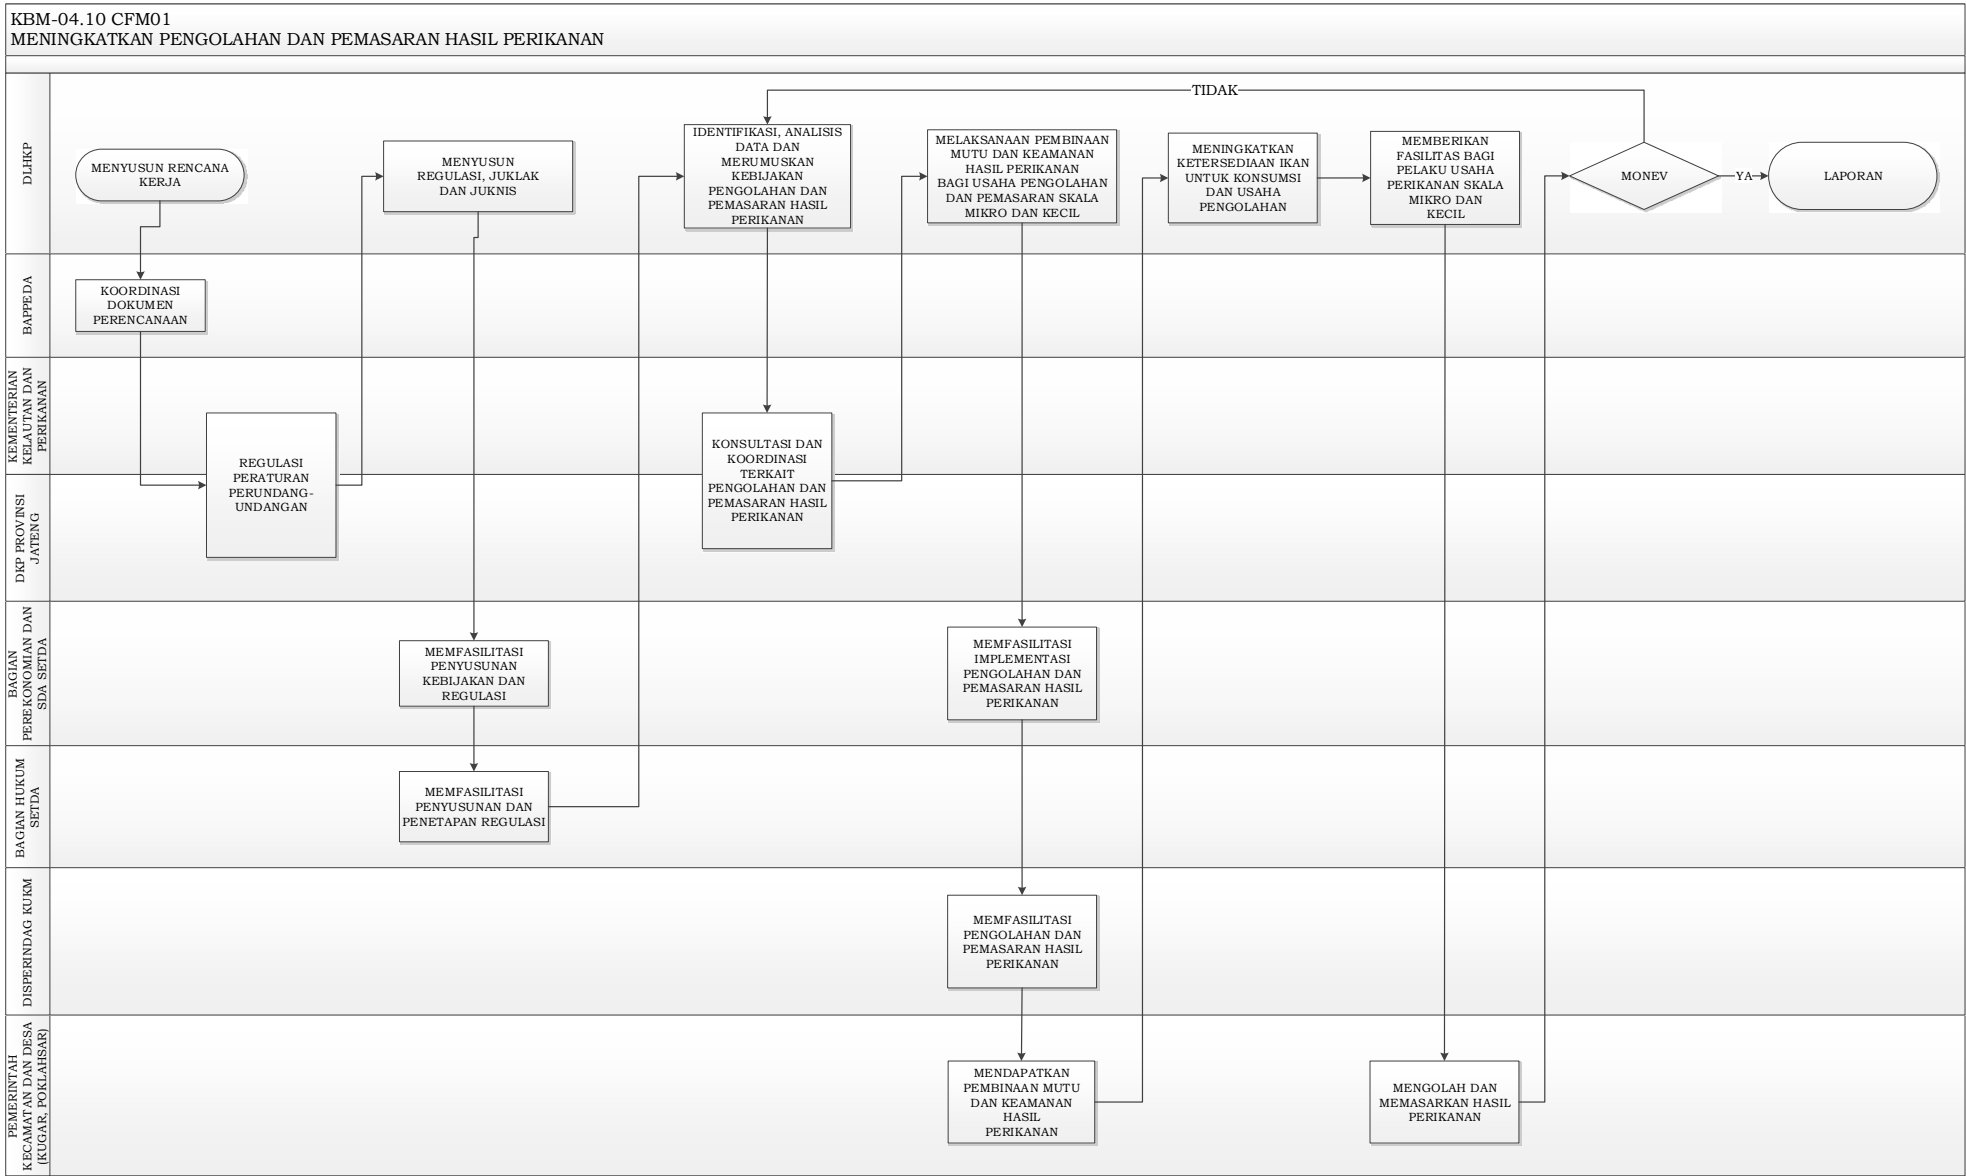 KBM-04.10 CFM01
MENINGKATKAN PENGOLAHAN DAN PEMASARAN HASIL PERIKANAN
DLHKP
MENYUSUN RENCANA
KERJA
MENYUSUN
REGULASI, JUKLAK
DAN JUKNIS
IDENTIFIKASI, ANALISIS
DATA DAN
MERUMUSKAN
KEBIJAKAN
PENGOLAHAN DAN
PEMASARAN HASIL
PERIKANAN
MELAKSANAAN PEMBINAAN
MUTU DAN KEAMANAN
HASIL PERIKANAN
BAGI USAHA PENGOLAHAN
DAN PEMASARAN SKALA
MIKRO DAN KECIL
MENINGKATKAN
KETERSEDIAAN IKAN
UNTUK KONSUMSI
DAN USAHA
PENGOLAHAN
MEMBERIKAN
FASILITAS BAGI
PELAKU USAHA
PERIKANAN SKALA
MIKRO DAN
KECIL
TIDAK
MONEV
YA
LAPORAN
BAPPEDA
KOORDINASI
DOKUMEN
PERENCANAAN
KEMENTERIAN
KELAUTAN DAN
PERIKANAN
REGULASI
PERATURAN
PERUNDANG-
UNDANGAN
KONSULTASI DAN
KOORDINASI
TERKAIT
PENGOLAHAN DAN
PEMASARAN HASIL
PERIKANAN
DKP PROVINSI
JATENG
BAGIAN
PEREKONOMIAN DAN
SDA SETDA
MEMFASILITASI
PENYUSUNAN
KEBIJAKAN DAN
REGULASI
MEMFASILITASI
IMPLEMENTASI
PENGOLAHAN DAN
PEMASARAN HASIL
PERIKANAN
BAGIAN HUKUM
SETDA
MEMFASILITASI
PENYUSUNAN DAN
PENETAPAN REGULASI
DISPERINDAG KUKM
MEMFASILITASI
PENGOLAHAN DAN
PEMASARAN HASIL
PERIKANAN
PEMERINTAH
KECAMATAN DAN DESA
(KUGAR, POKLAHSAR)
MENDAPATKAN
PEMBINAAN MUTU
DAN KEAMANAN
HASIL
PERIKANAN
MENGOLAH DAN
MEMASARKAN HASIL
PERIKANAN